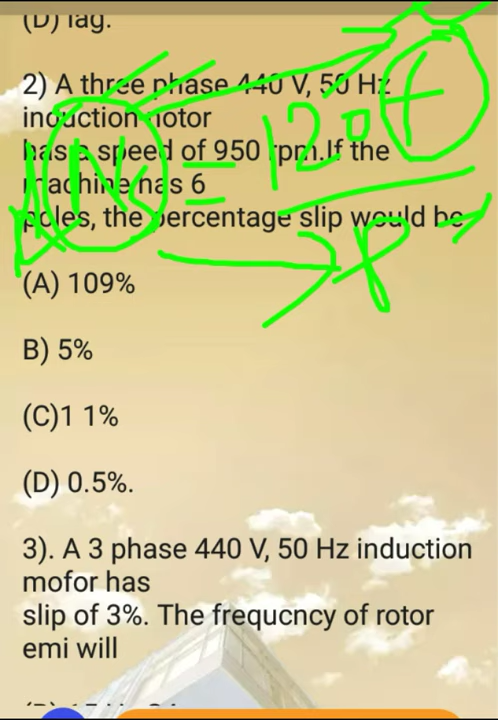 (D) lag.
2) A three phase 440 V, 50 Hz
induction motor
has a speed of 950 rpm.If the
machine has 6
poles, the percentage slip would be
Ns = 120 f
P
(A) 109%
B) 5%
(C)1 1%
(D) 0.5%.
3). A 3 phase 440 V, 50 Hz induction
mofor has
slip of 3%. The frequcncy of rotor
emi will